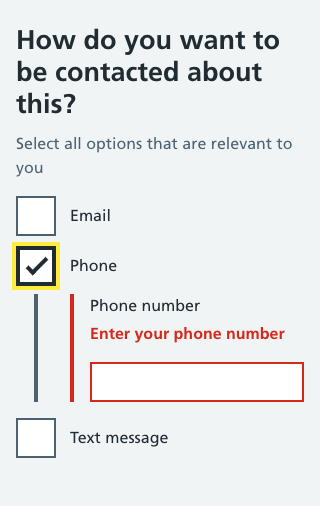 How do you want to
be contacted about
this?
Select all options that are relevant to
you
Email
Phone
Phone number
Enter your phone number
Text message